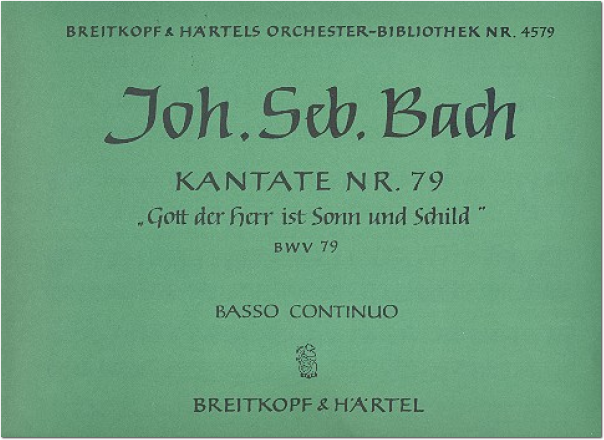 BREITKOPF & HÄRTELS ORCHESTER-BIBLIOTHEK NR. 4579
Joh. Seb. Bach
KANTATE NR. 79
„Gott der Herr ist Sonn und Schild"
BWV 79
BASSO CONTINUO
BREITKOPF & HÄRTEL